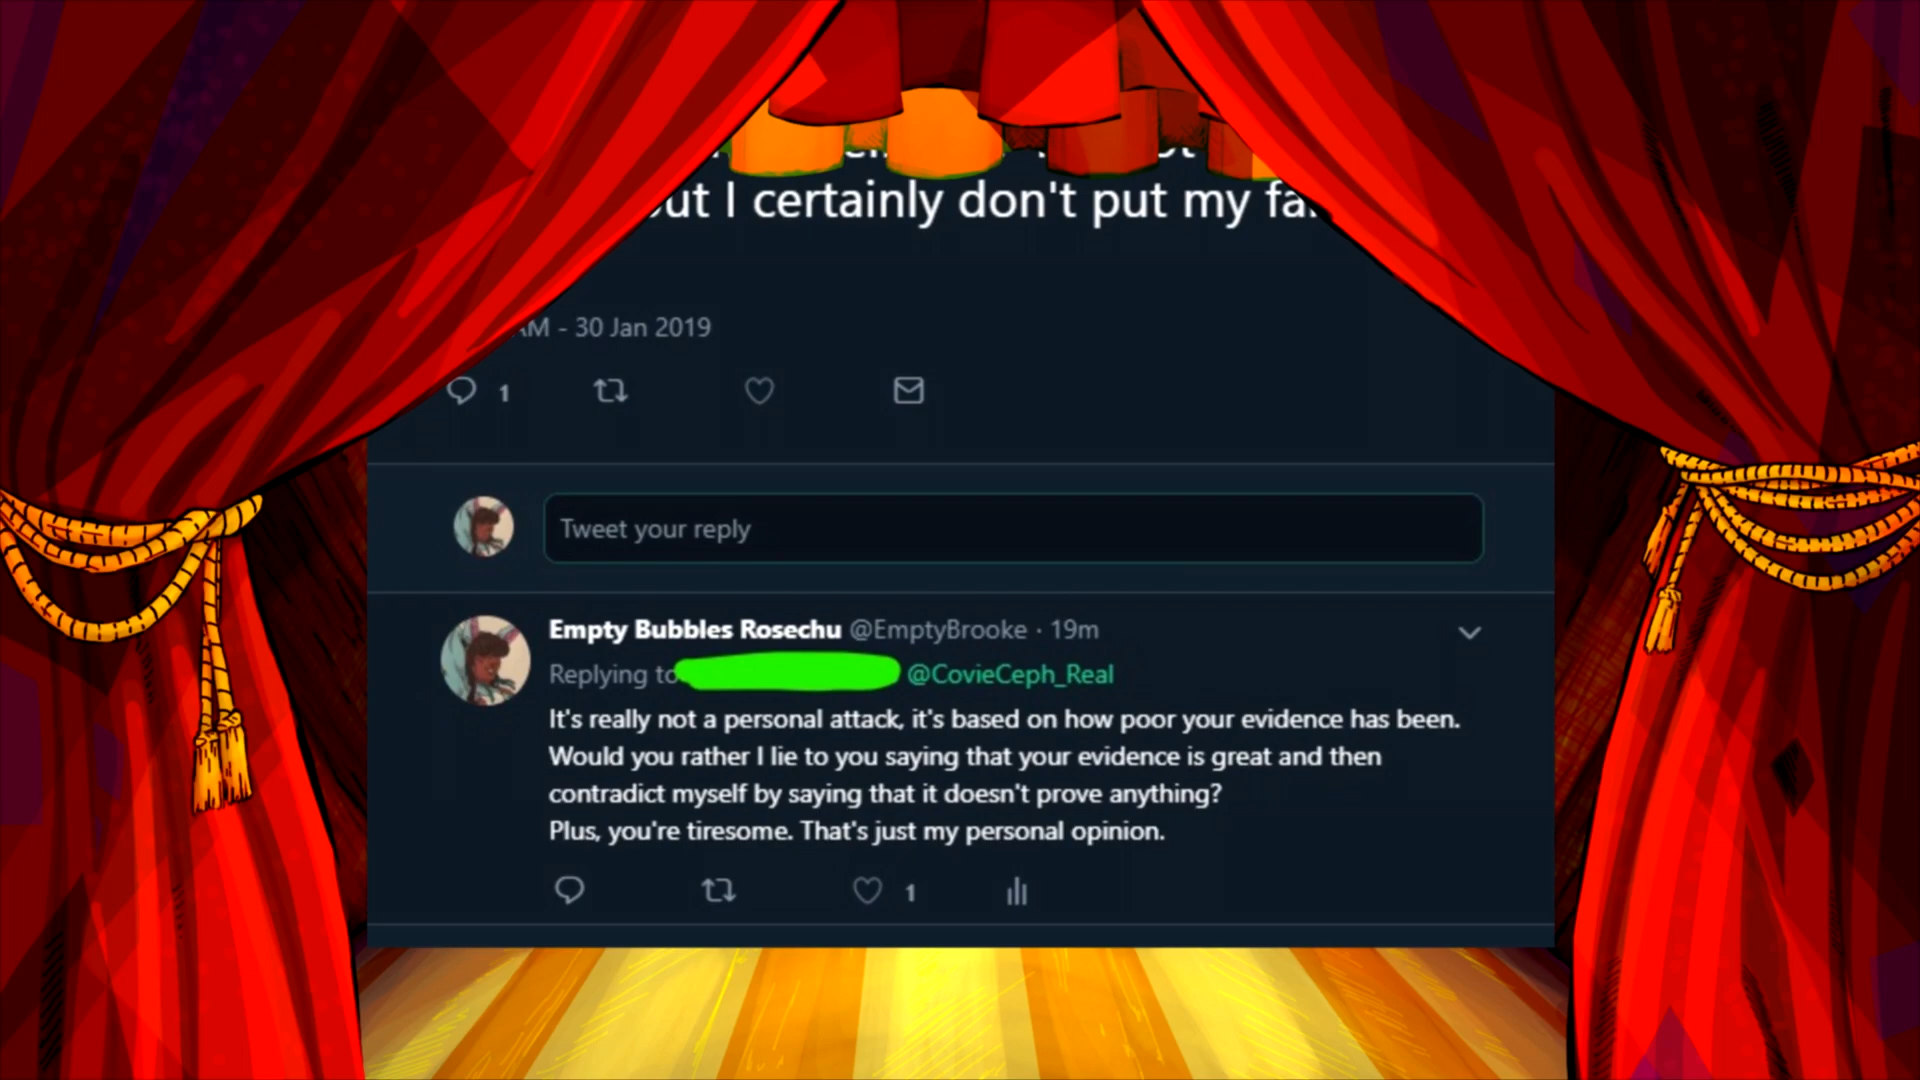 but I certainly don't put my
AM - 30 Jan 2019
1
Tweet your reply
Empty Bubbles Rosechu @EmptyBrooke · 19m
Replying to @CovieCeph_Real
It's really not a personal attack, it's based on how poor your evidence has been.
Would you rather I lie to you saying that your evidence is great and then
contradict myself by saying that it doesn't prove anything?
Plus, you're tiresome. That's just my personal opinion.
1